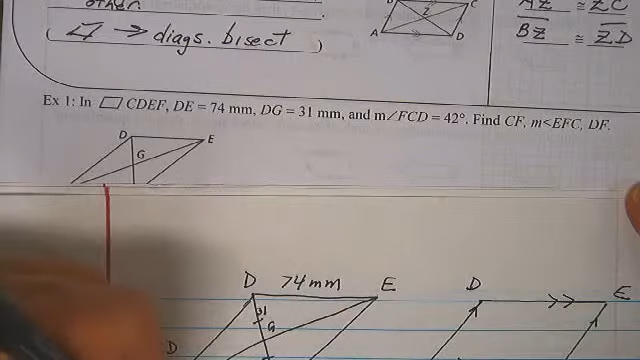 other.
( ▱ → diags. bisect )
B C
Z
A D
AZ ≅ ZC
BZ ≅ ZD
Ex 1: In ▱ CDEF, DE = 74 mm, DG = 31 mm, and m∠FCD = 42°. Find CF, m<EFC, DF.
D E
G
D 74mm E
31
G
D E
D